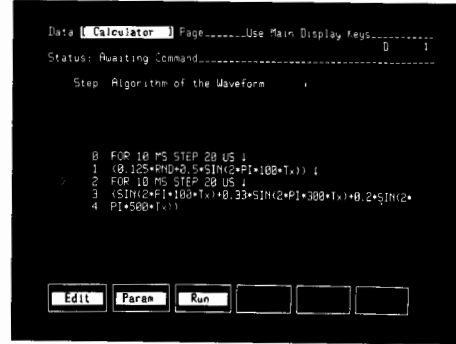 Data [ Calculator ] Page_______Use Main Display Keys___________
D 1
Status: Awaiting Command
Step Algorithm of the Waveform
0 FOR 10 MS STEP 20 US ↓
1 (0.125*RND+0.5*SIN(2*PI*100*Tx)) ↓
> 2 FOR 10 MS STEP 20 US ↓
3 (SIN(2*PI*100*Tx)+0.33*SIN(2*PI*300*Tx)+0.2*SIN(2*
4 PI*500*Tx))
Edit Param Run